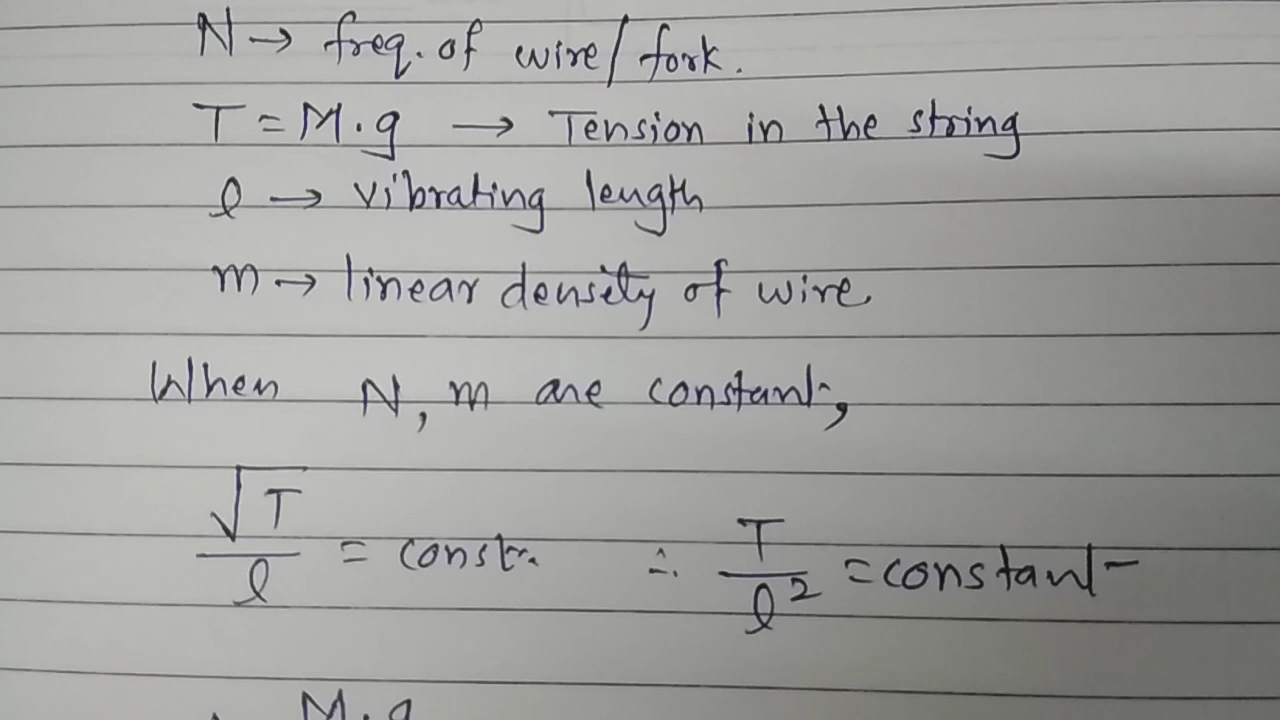 N → freq. of wire/fork.
T = M.g → Tension in the string
l → vibrating length
m → linear density of wire
When N, m are constant,
√T/l = const. ∴ T/l² = constant
M.g